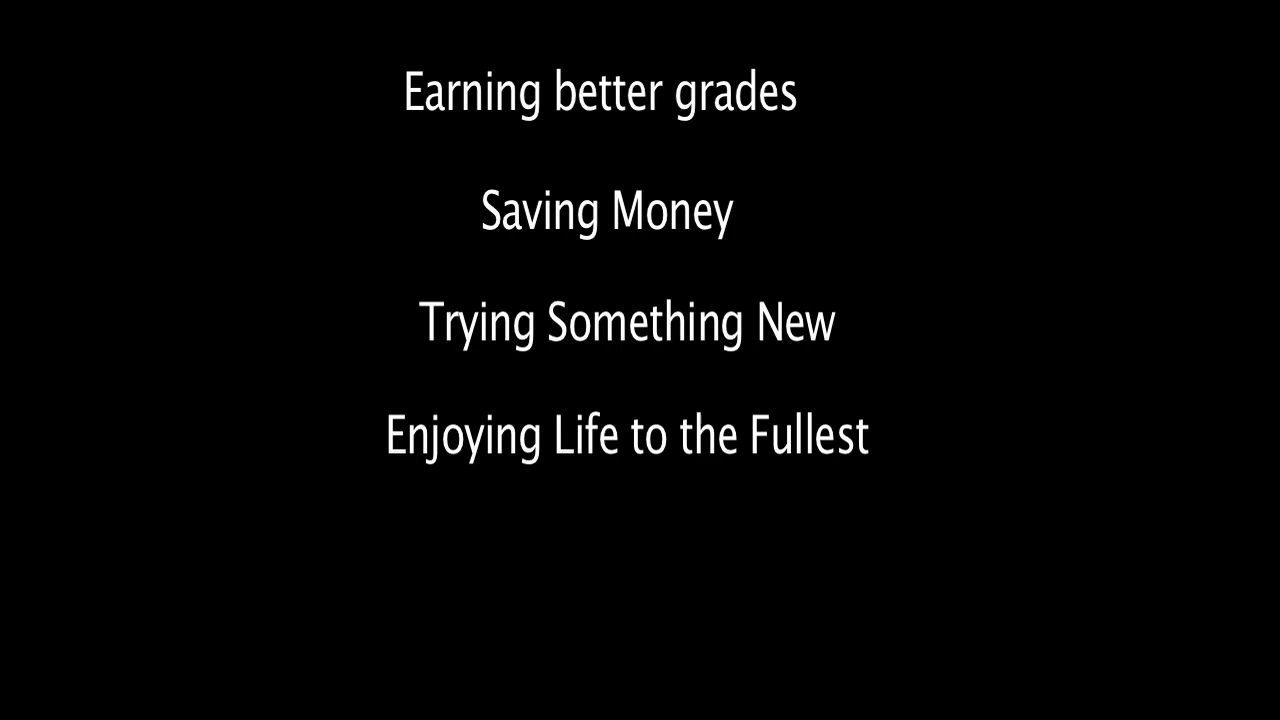 Earning better grades
Saving Money
Trying Something New
Enjoying Life to the Fullest